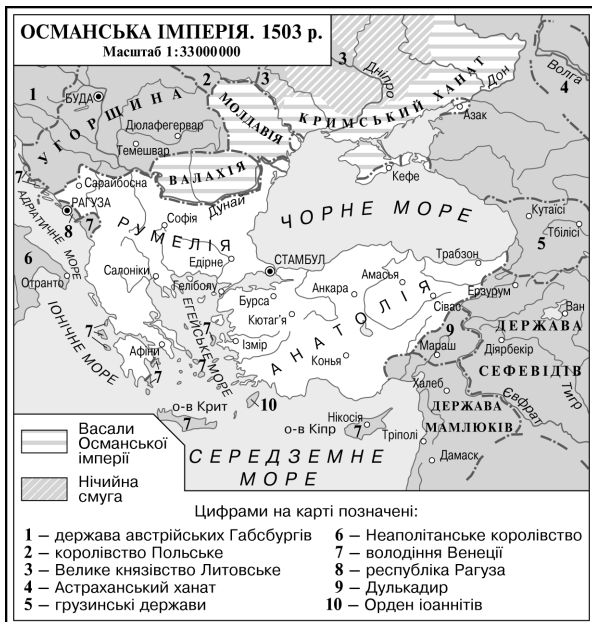 ОСМАНСЬКА ІМПЕРІЯ. 1503 р.
Масштаб 1:33000000
1
БУДА
УГОРЩИНА
Дюлафегервар
Темешвар
2
3
МОЛДАВІЯ
ВАЛАХІЯ
3
Дніпро
КРИМСЬКИЙ ХАНАТ
Дон
Волга
4
Азак
Кефе
7
Сарайбосна
РАГУЗА
8
7
АДРІАТИЧНЕ МОРЕ
Дунай
Софія
РУМЕЛІЯ
Едірне
СТАМБУЛ
ЧОРНЕ МОРЕ
Кутаїсі
5
Тбілісі
6
Отранто
Салоніки
Гелібоолу
Трабзон
Амасья
Анкара
Бурса
Сівас
Ерзурум
Ван
ІОНІЧНЕ МОРЕ
ЕГЕЙСЬКЕ МОРЕ
7
7
Кютаг'я
Ізмір
АНАТОЛІЯ
9
ДЕРЖАВА
СЕФЕВІДІВ
Мараш
Діярбекір
Афіни
7
7
Конья
Халеб
Євфрат
Тигр
10
о-в Крит
7
Нікосія
о-в Кіпр
7
ДЕРЖАВА
МАМЛЮКІВ
Тріполі
Дамаск
СЕРЕДЗЕМНЕ
МОРЕ
Васали
Османської
імперії
Нічийна
смуга
Цифрами на карті позначені:
1 – держава австрійських Габсбургів
2 – королівство Польське
3 – Велике князівство Литовське
4 – Астраханський ханат
5 – грузинські держави
6 – Неаполітанське королівство
7 – володіння Венеції
8 – республіка Рагуза
9 – Дулькадир
10 – Орден іоаннітів